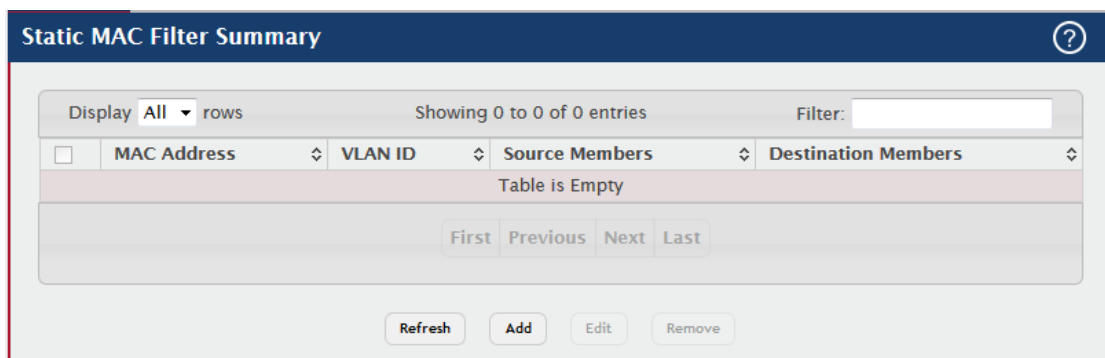 Static MAC Filter Summary
?
Display All rows Showing 0 to 0 of 0 entries Filter:
MAC Address VLAN ID Source Members Destination Members
Table is Empty
First Previous Next Last
Refresh Add Edit Remove